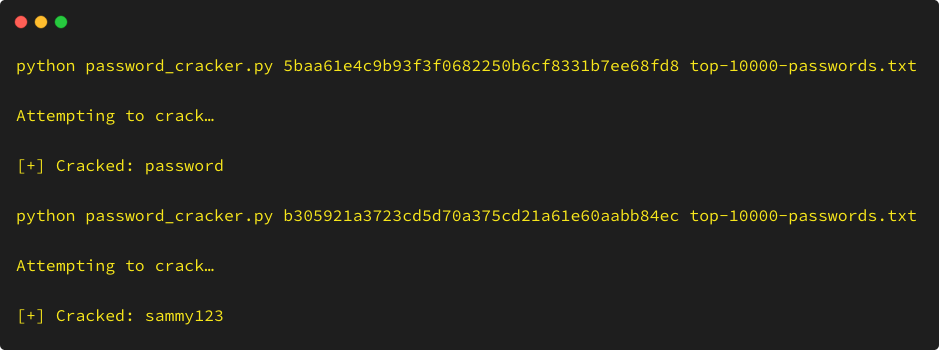 python password_cracker.py 5baa61e4c9b93f3f0682250b6cf8331b7ee68fd8 top-10000-passwords.txt
Attempting to crack…
[+] Cracked: password
python password_cracker.py b305921a3723cd5d70a375cd21a61e60aabb84ec top-10000-passwords.txt
Attempting to crack…
[+] Cracked: sammy123